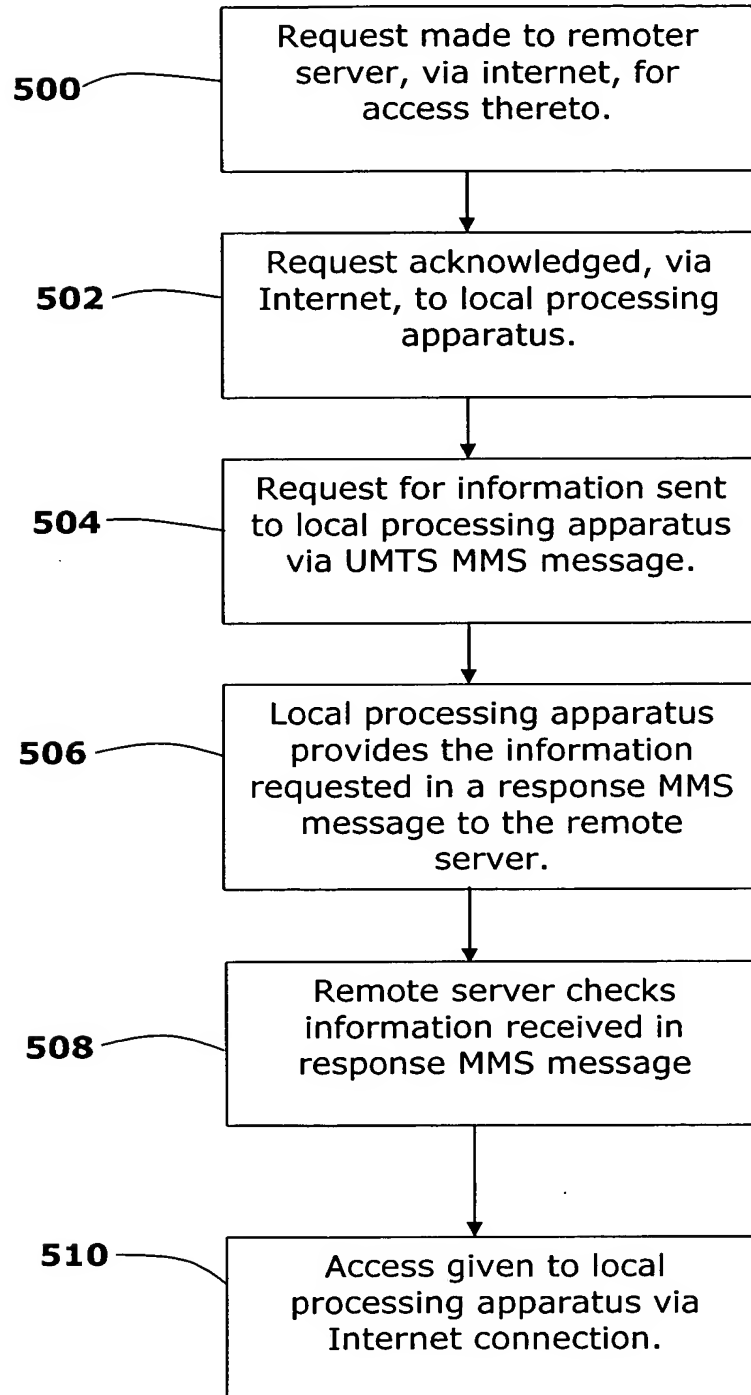 500
Request made to remoter
server, via internet, for
access thereto.
502
Request acknowledged, via
Internet, to local processing
apparatus.
504
Request for information sent
to local processing apparatus
via UMTS MMS message.
506
Local processing apparatus
provides the information
requested in a response MMS
message to the remote
server.
508
Remote server checks
information received in
response MMS message
510
Access given to local
processing apparatus via
Internet connection.